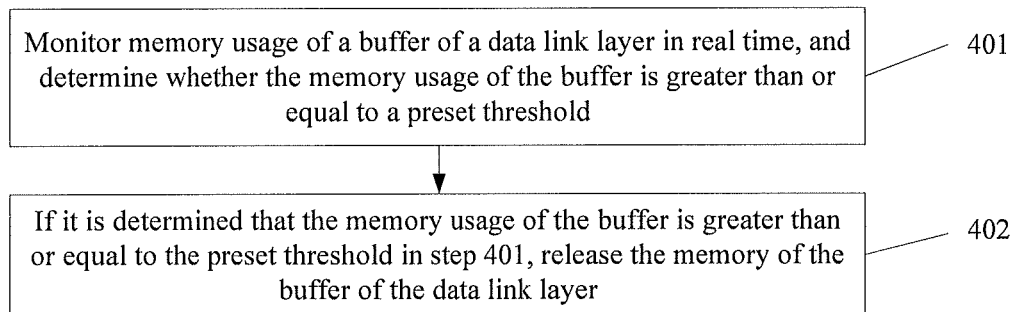 Monitor memory usage of a buffer of a data link layer in real time, and
determine whether the memory usage of the buffer is greater than or
equal to a preset threshold
401
If it is determined that the memory usage of the buffer is greater than
or equal to the preset threshold in step 401, release the memory of the
buffer of the data link layer
402